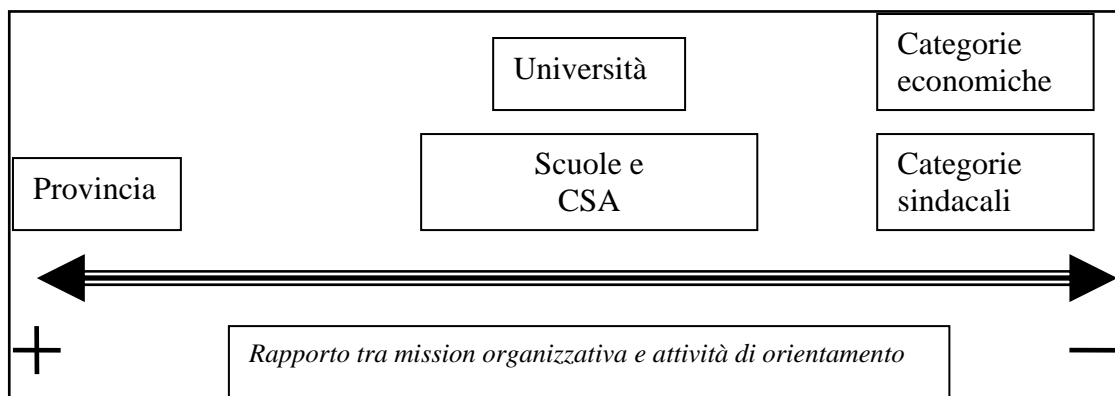 Università
Categorie
economiche
Provincia
Scuole e
CSA
Categorie
sindacali
+
−
Rapporto tra mission organizzativa e attività di orientamento